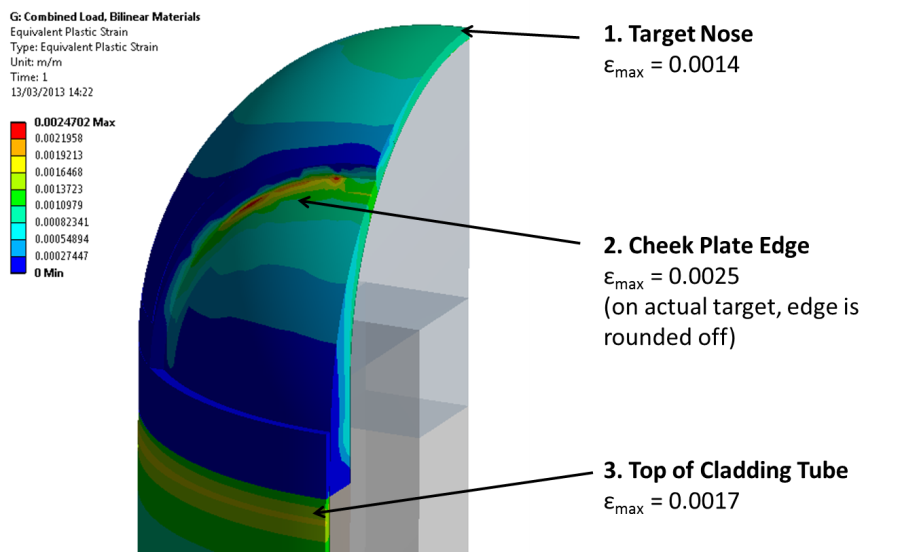 G: Combined Load, Bilinear Materials
Equivalent Plastic Strain
Type: Equivalent Plastic Strain
Unit: m/m
Time: 1
13/03/2013 14:22
0.0024702 Max
0.0021958
0.0019213
0.0016468
0.0013723
0.0010979
0.00082341
0.00054894
0.00027447
0 Min
1. Target Nose
εmax = 0.0014
2. Cheek Plate Edge
εmax = 0.0025
(on actual target, edge is
rounded off)
3. Top of Cladding Tube
εmax = 0.0017